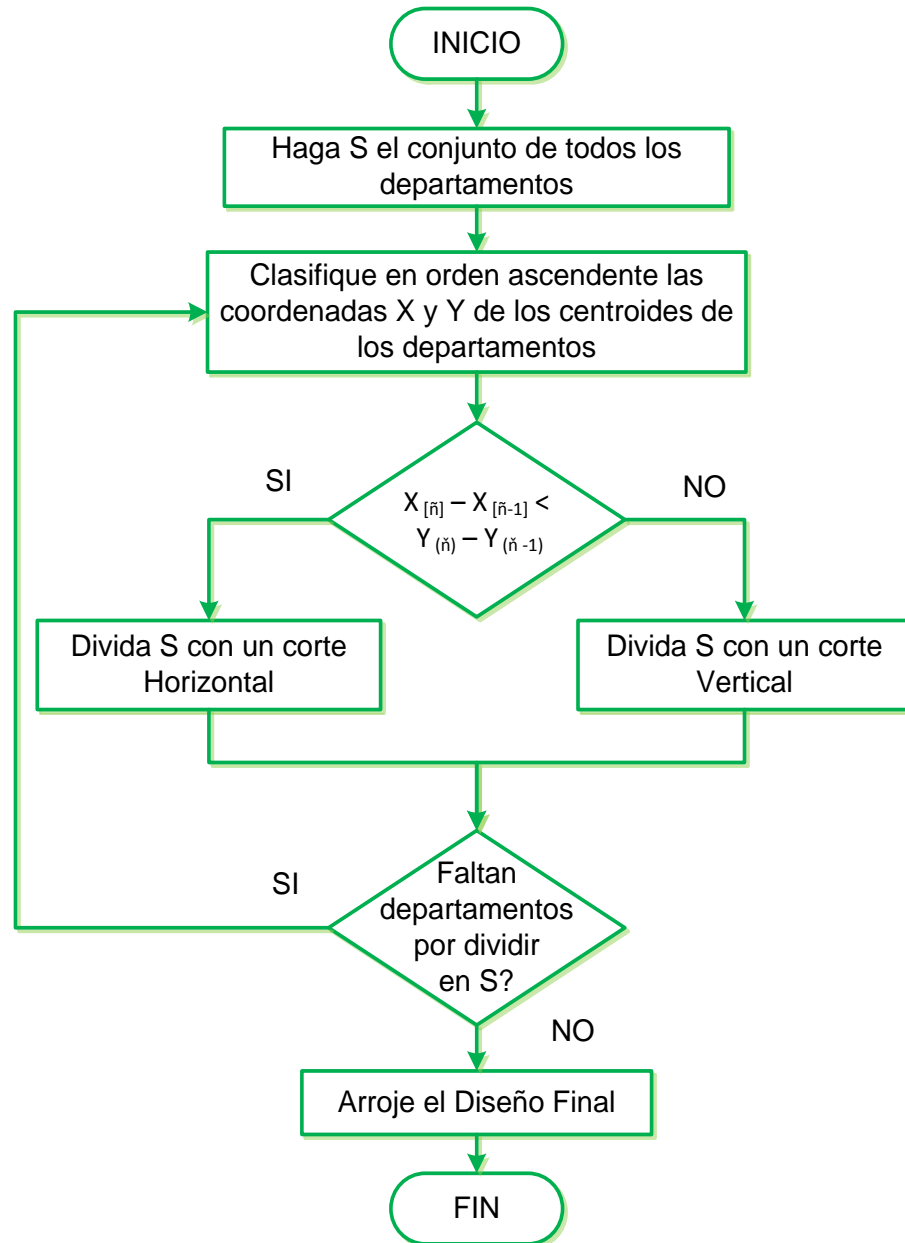 INICIO
Haga S el conjunto de todos los
departamentos
Clasifique en orden ascendente las
coordenadas X y Y de los centroides de
los departamentos
SI
NO
X [ñ] – X [ñ-1] <
Y (ň) – Y (ň -1)
Divida S con un corte
Horizontal
Divida S con un corte
Vertical
SI
Faltan
departamentos
por dividir
en S?
NO
Arroje el Diseño Final
FIN